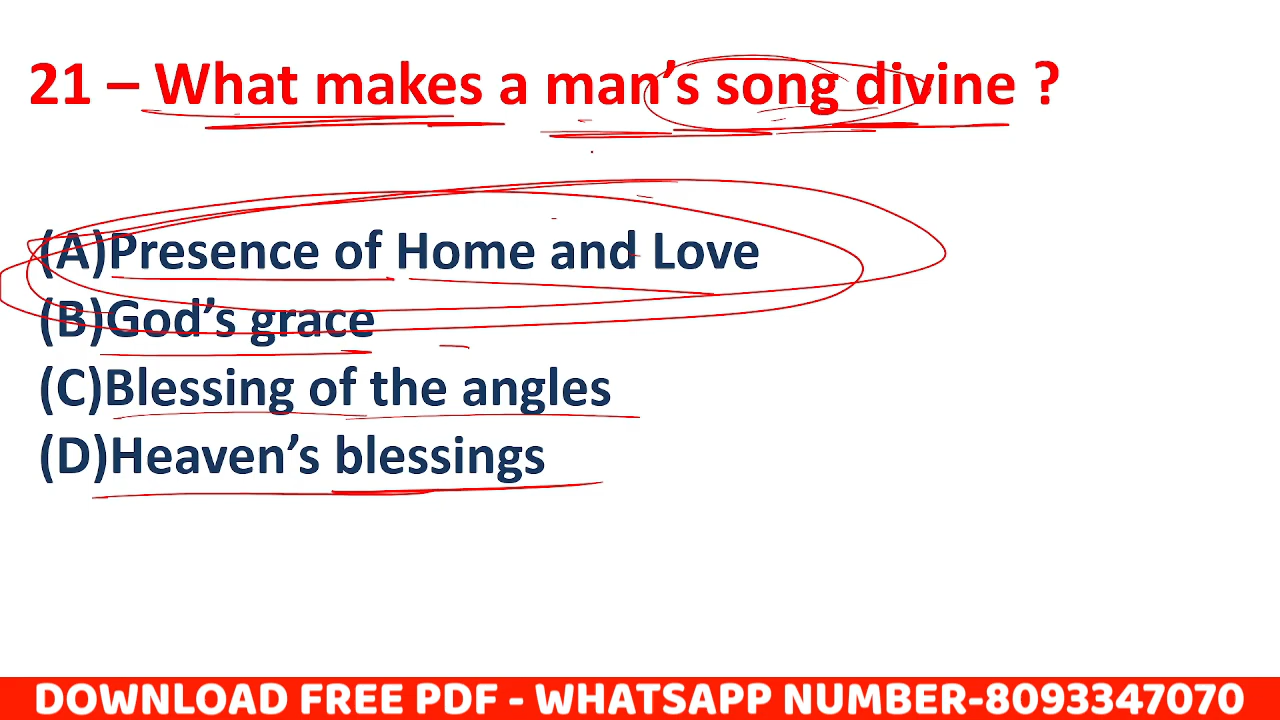 21 – What makes a man's song divine ?
(A)Presence of Home and Love
(B)God's grace
(C)Blessing of the angles
(D)Heaven's blessings
DOWNLOAD FREE PDF - WHATSAPP NUMBER-8093347070